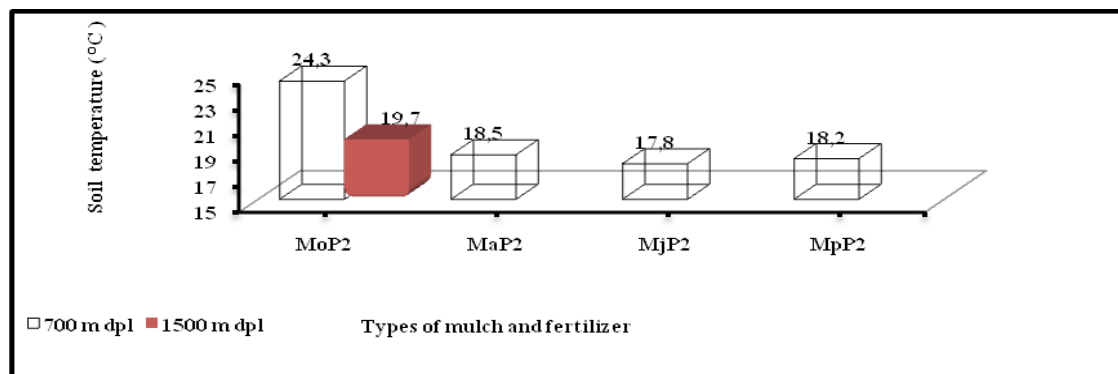 Soil temperature (°C)
25
23
21
19
17
15
24,3
19,7
18,5
17,8
18,2
MoP2 MaP2 MjP2 MpP2
700 m dpl 1500 m dpl
Types of mulch and fertilizer